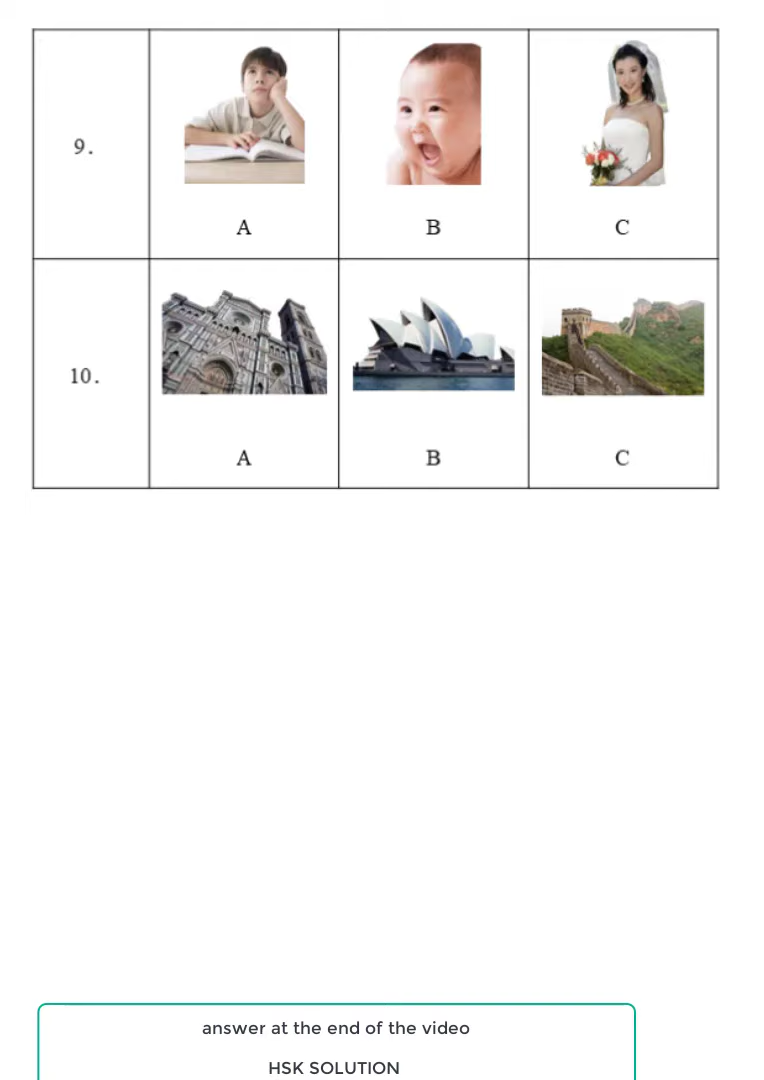 9.
A B C
10.
A B C
answer at the end of the video
HSK SOLUTION